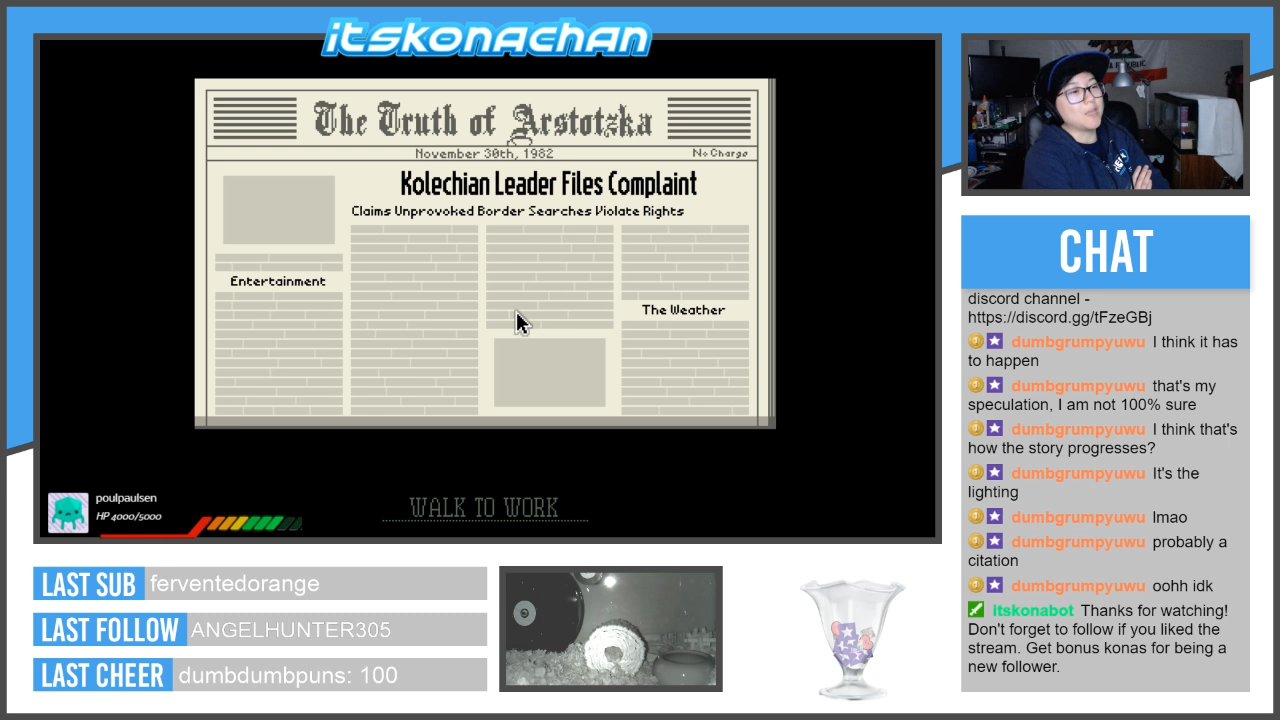 itskonachan
The Truth of Arstotzka
November 30th, 1982
No Charge
Kolechian Leader Files Complaint
Claims Unprovoked Border Searches Violate Rights
Entertainment
The Weather
poulpaulsen
HP 4000/5000
WALK TO WORK
LAST SUB ferventedorange
LAST FOLLOW ANGELHUNTER305
LAST CHEER dumbdumbpuns: 100
CHAT
discord channel -
https://discord.gg/tFzeGBj
dumbgrumpyuwu I think it has
to happen
dumbgrumpyuwu that's my
speculation, I am not 100% sure
dumbgrumpyuwu I think that's
how the story progresses?
dumbgrumpyuwu It's the
lighting
dumbgrumpyuwu lmao
dumbgrumpyuwu probably a
citation
dumbgrumpyuwu oohh idk
itskonabot Thanks for watching!
Don't forget to follow if you liked the
stream. Get bonus konas for being a
new follower.